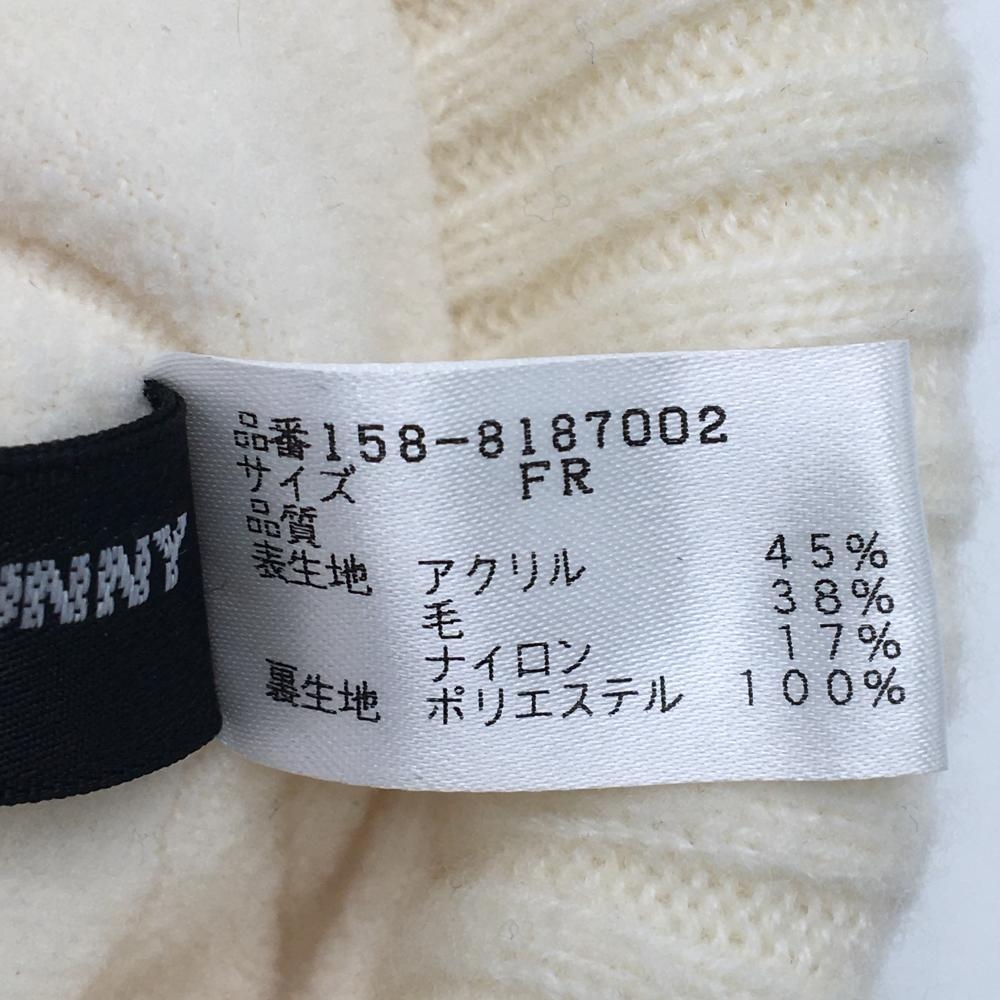 品番158-8187002
サイズ FR
品質
表生地 アクリル 45%
毛 38%
ナイロン 17%
裏生地 ポリエステル 100%